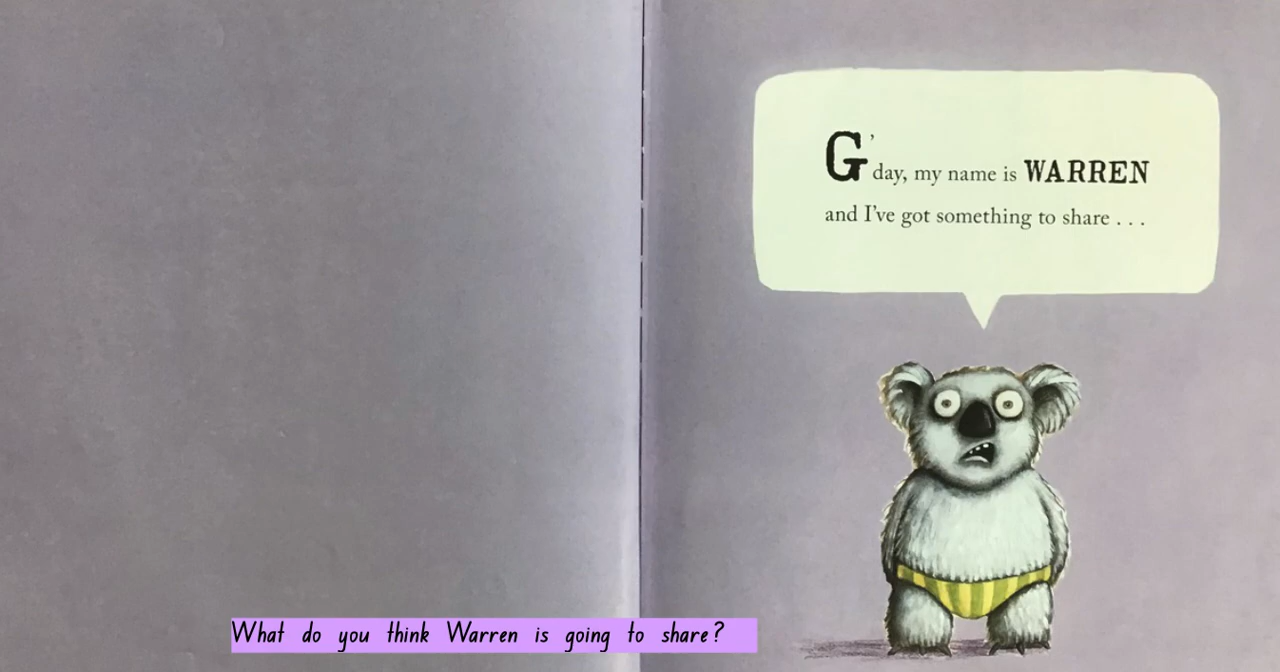 G'day, my name is WARREN
and I've got something to share . . .
What do you think Warren is going to share?